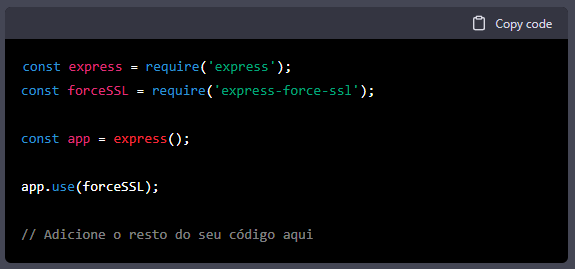 Copy code
const express = require('express');
const forceSSL = require('express-force-ssl');
const app = express();
app.use(forceSSL);
// Adicione o resto do seu código aqui